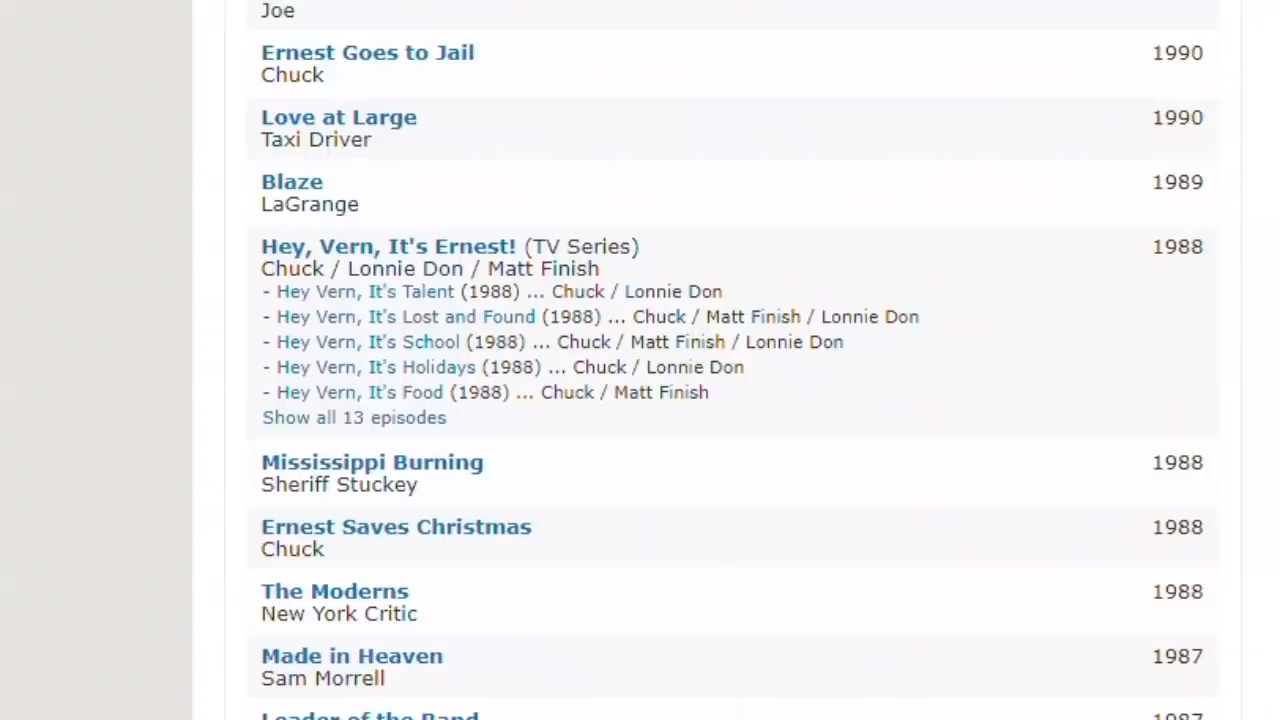 Joe
Ernest Goes to Jail 1990
Chuck
Love at Large 1990
Taxi Driver
Blaze 1989
LaGrange
Hey, Vern, It's Ernest! (TV Series) 1988
Chuck / Lonnie Don / Matt Finish
- Hey Vern, It's Talent (1988) ... Chuck / Lonnie Don
- Hey Vern, It's Lost and Found (1988) ... Chuck / Matt Finish / Lonnie Don
- Hey Vern, It's School (1988) ... Chuck / Matt Finish / Lonnie Don
- Hey Vern, It's Holidays (1988) ... Chuck / Lonnie Don
- Hey Vern, It's Food (1988) ... Chuck / Matt Finish
Show all 13 episodes
Mississippi Burning 1988
Sheriff Stuckey
Ernest Saves Christmas 1988
Chuck
The Moderns 1988
New York Critic
Made in Heaven 1987
Sam Morrell
Leader of the Band 1987